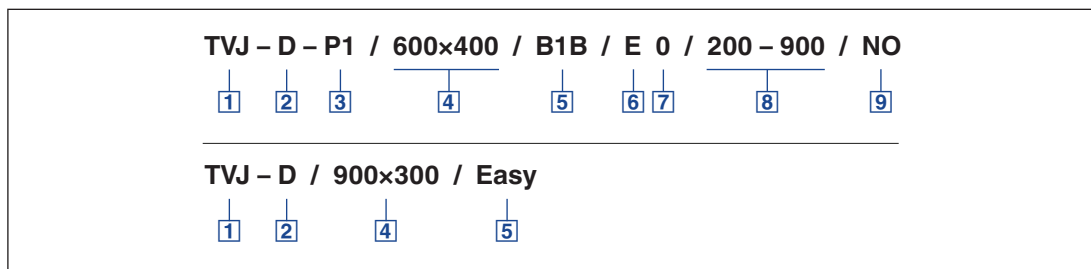 TVJ – D – P1 / 600×400 / B1B / E 0 / 200 – 900 / NO
1 2 3 4 5 6 7 8 9
TVJ – D / 900×300 / Easy
1 2 4 5